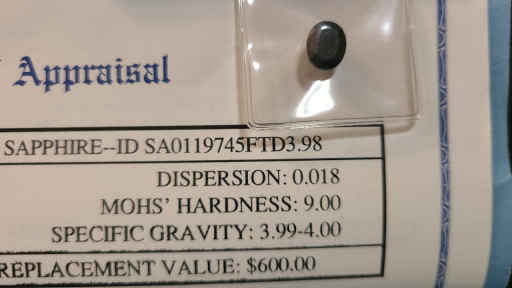 Appraisal
SAPPHIRE--ID SA0119745FTD3.98
DISPERSION: 0.018
MOHS' HARDNESS: 9.00
SPECIFIC GRAVITY: 3.99-4.00
REPLACEMENT VALUE: $600.00